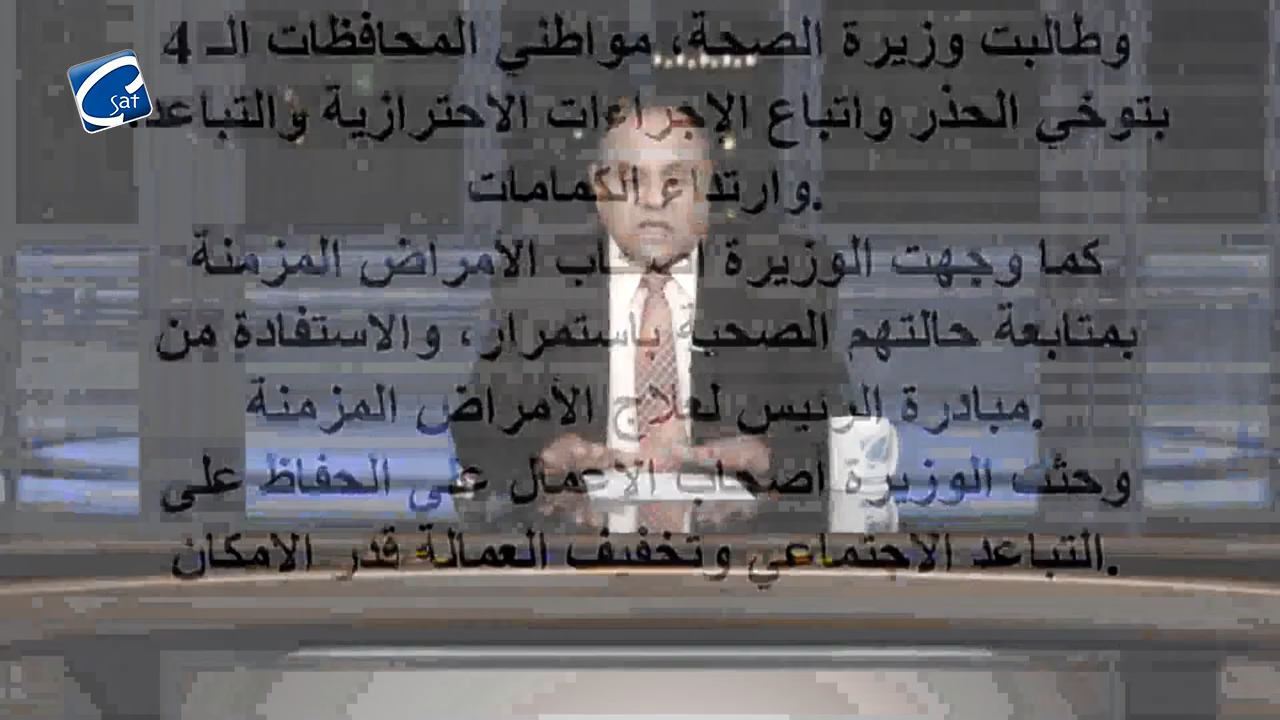 C
Sat
وطالبت وزيرة الصحة، مواطني المحافظات الـ 4
بتوخي الحذر واتباع الإجراءات الاحترازية والتباعد،
وارتداء الكمامات.
كما وجهت الوزيرة أصحاب الأمراض المزمنة
بمتابعة حالتهم الصحية باستمرار، والاستفادة من
مبادرة الرئيس لعلاج الأمراض المزمنة.
وحثت الوزيرة أصحاب الاعمال على الحفاظ على
التباعد الاجتماعي وتخفيف العمالة قدر الامكان.